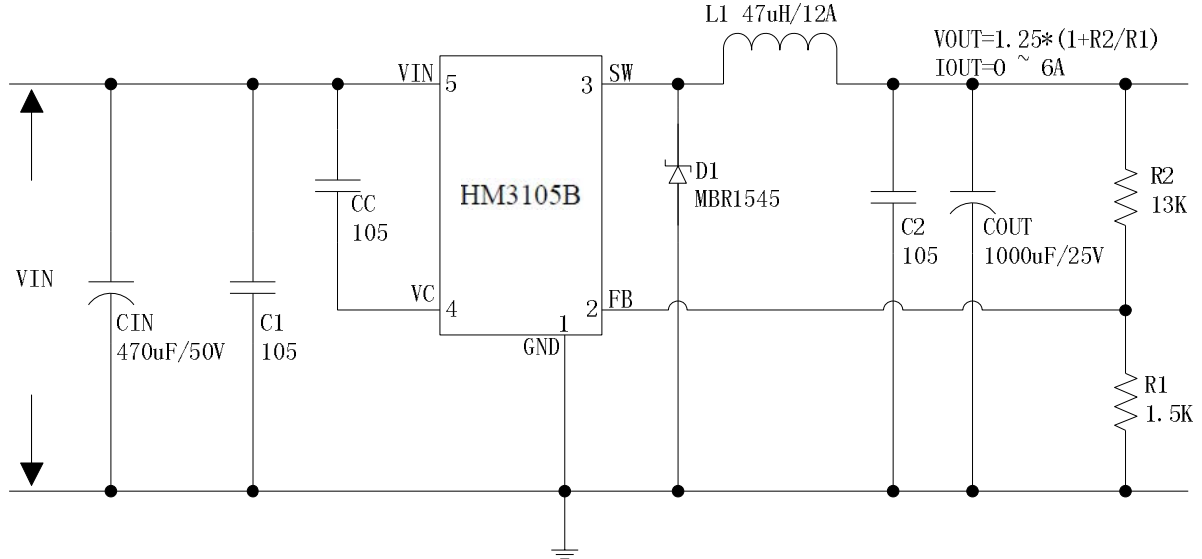 L1 47uH/12A
VOUT=1.25*(1+R2/R1)
IOUT=0 ~ 6A
VIN
5
3
SW
HM3105B
CC
105
D1
MBR1545
R2
13K
C2
105
COUT
1000uF/25V
VIN
VC
4
2
FB
1
GND
CIN
470uF/50V
C1
105
R1
1.5K